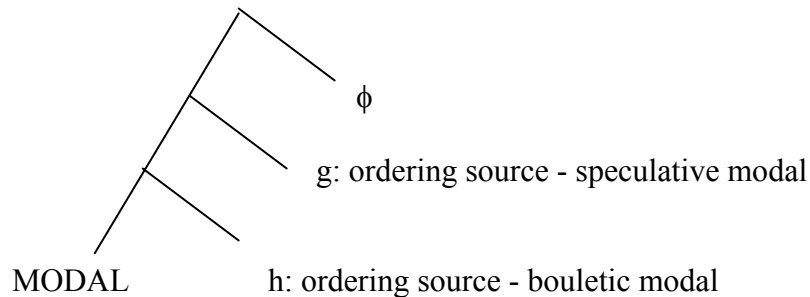 ϕ
g: ordering source - speculative modal
MODAL h: ordering source - bouletic modal